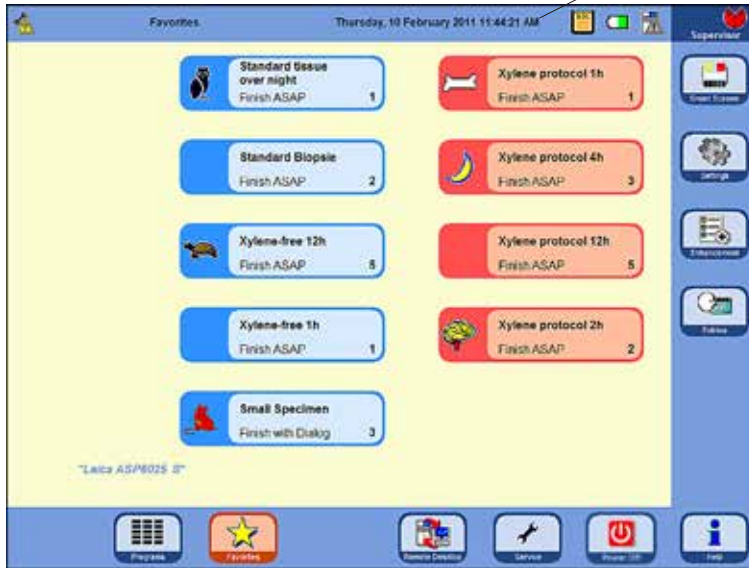 Favorites
Thursday, 10 February 2011 11:44:21 AM
Supervisor
Standard tissue
over night
Finish ASAP 1
Xylene protocol 1h
Finish ASAP 1
Smart Screen
Standard Biopsie
Finish ASAP 2
Xylene protocol 4h
Finish ASAP 3
Settings
Xylene-free 12h
Finish ASAP 5
Xylene protocol 12h
Finish ASAP 5
Xylene-free 1h
Finish ASAP 1
Xylene protocol 2h
Finish ASAP 2
Small Specimen
Finish with Dialog 3
"Leica ASP6025 S"
Programs
Favorites
Remote Desktop
Service
Power Off
Help